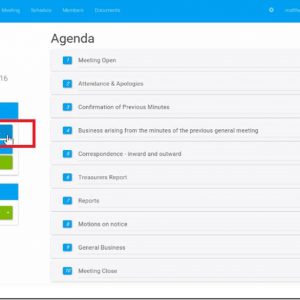 Meeting Schedule Members Documents
Agenda
16
1 Meeting Open
2 Attendance & Apologies
3 Confirmation of Previous Minutes
4 Business arising from the minutes of the previous general meeting
5 Correspondence - inward and outward
6 Treasurers Report
7 Reports
8 Motions on notice
9 General Business
10 Meeting Close